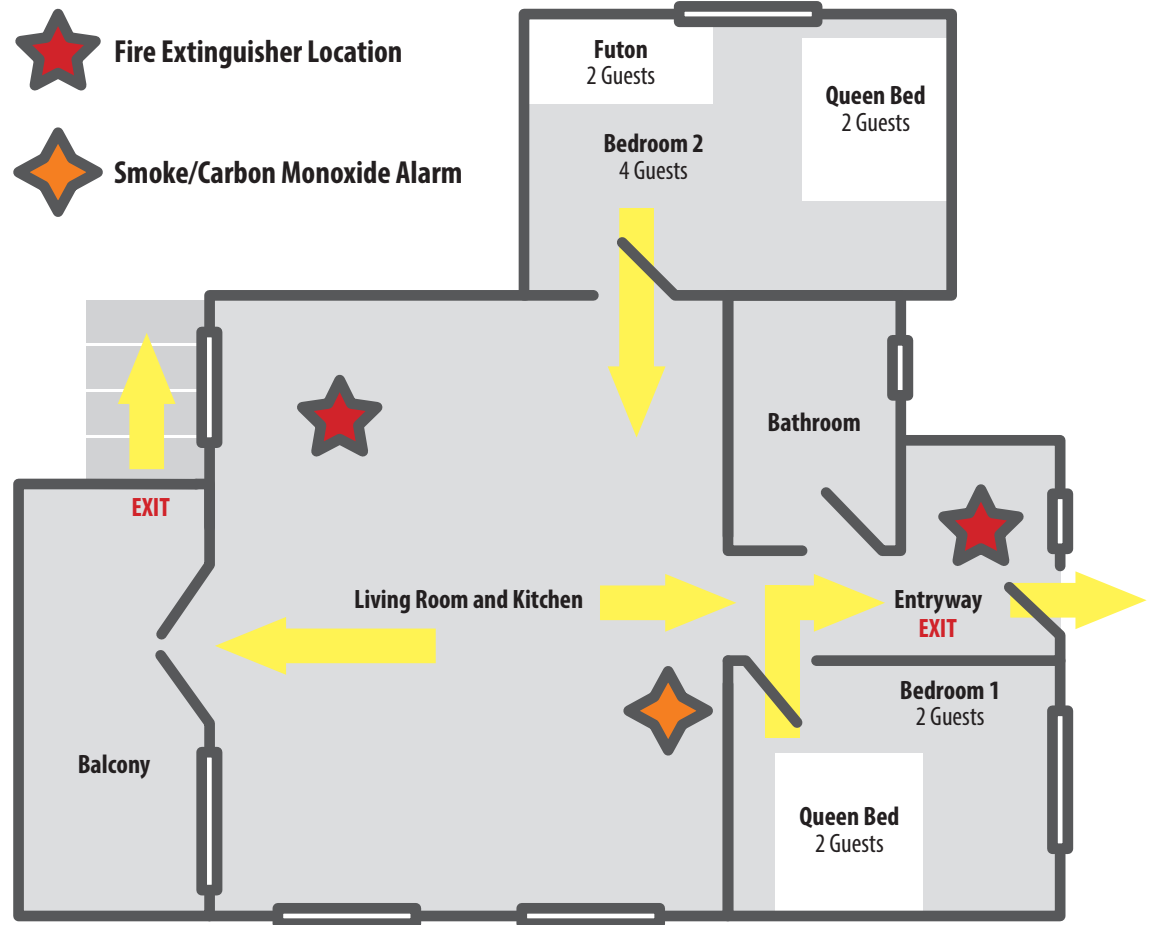 Fire Extinguisher Location
Smoke/Carbon Monoxide Alarm
Futon
2 Guests
Queen Bed
2 Guests
Bedroom 2
4 Guests
Bathroom
EXIT
Living Room and Kitchen
Entryway
EXIT
Bedroom 1
2 Guests
Balcony
Queen Bed
2 Guests